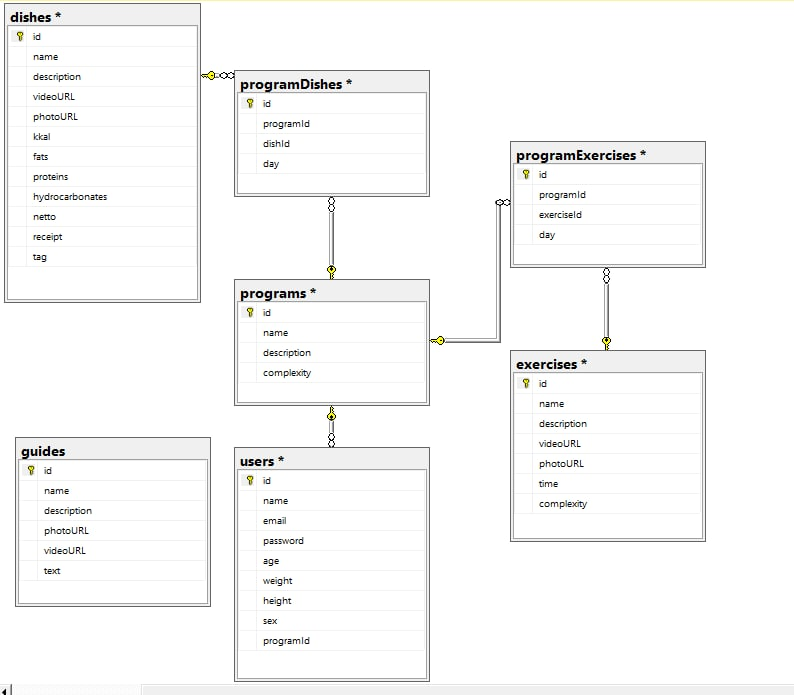 dishes *
id
name
description
videoURL
photoURL
kkal
fats
proteins
hydrocarbonates
netto
receipt
tag
programDishes *
id
programId
dishId
day
programExercises *
id
programId
exerciseId
day
programs *
id
name
description
complexity
exercises *
id
name
description
videoURL
photoURL
time
complexity
guides
id
name
description
photoURL
videoURL
text
users *
id
name
email
password
age
weight
height
sex
programId